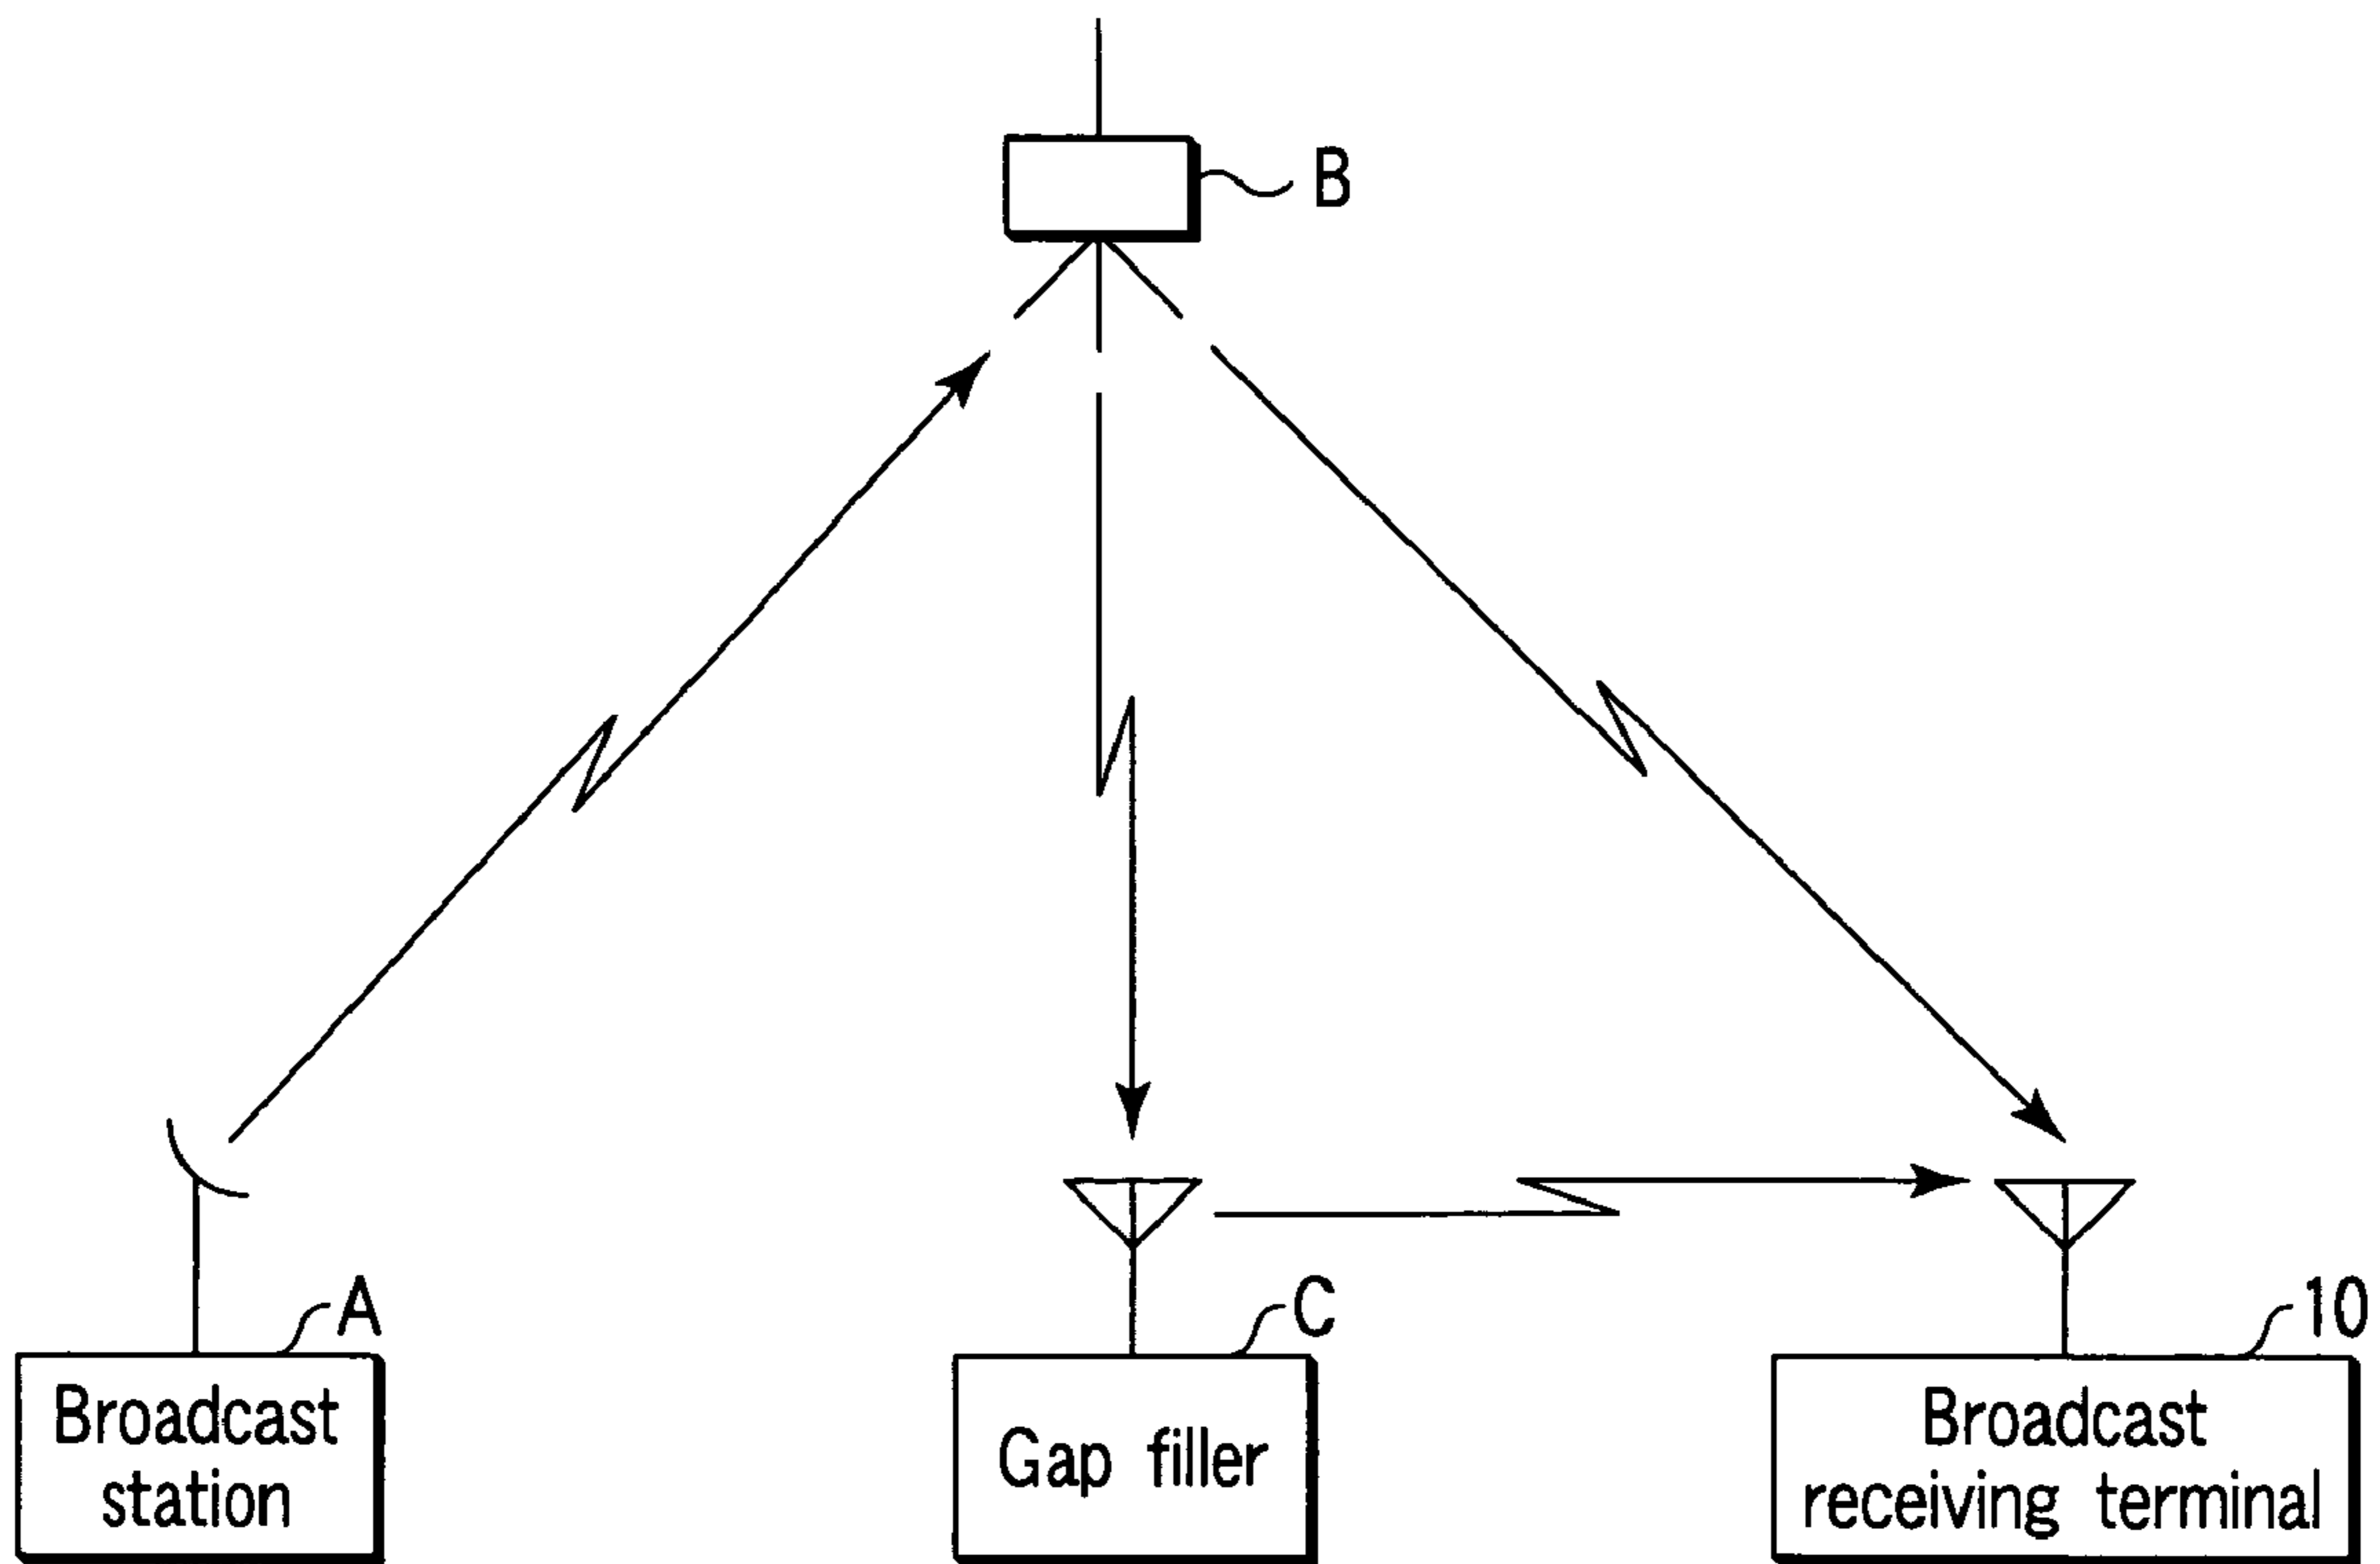 B
A
C
10
Broadcast
station
Gap filler
Broadcast
receiving terminal